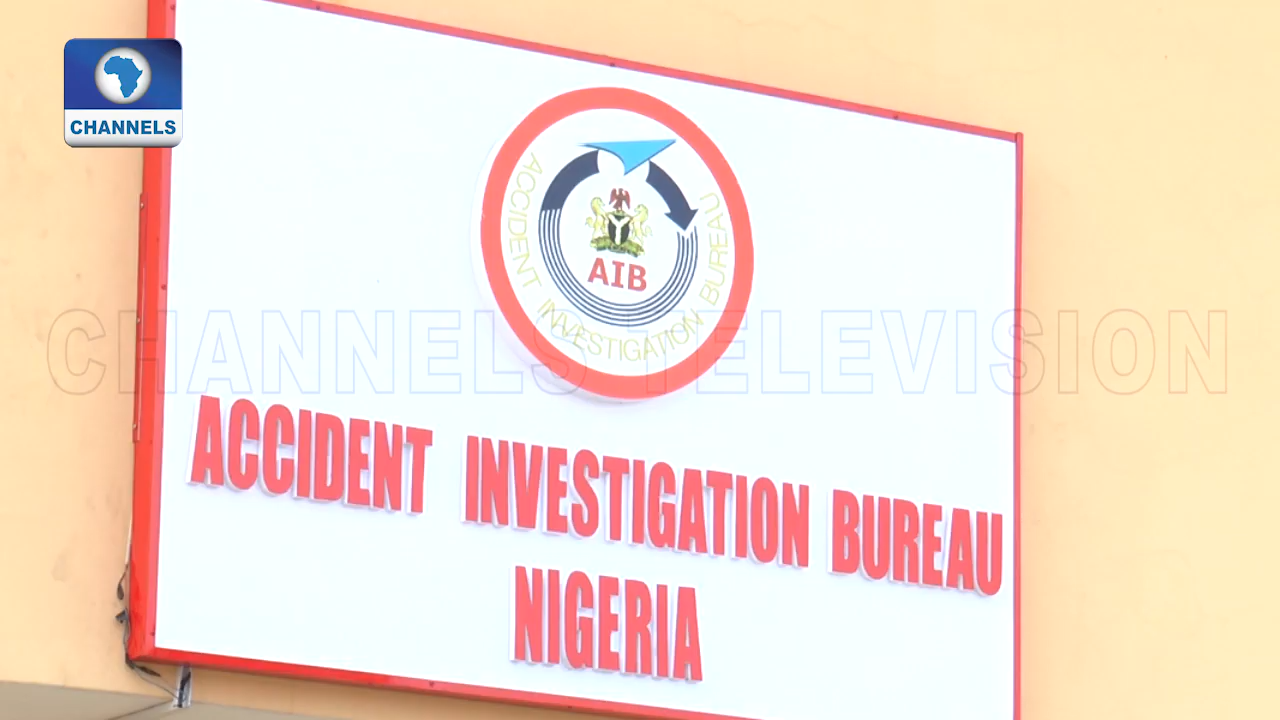 CHANNELS
ACCIDENT INVESTIGATION BUREAU
AIB
CHANNELS TELEVISION
ACCIDENT INVESTIGATION BUREAU
NIGERIA